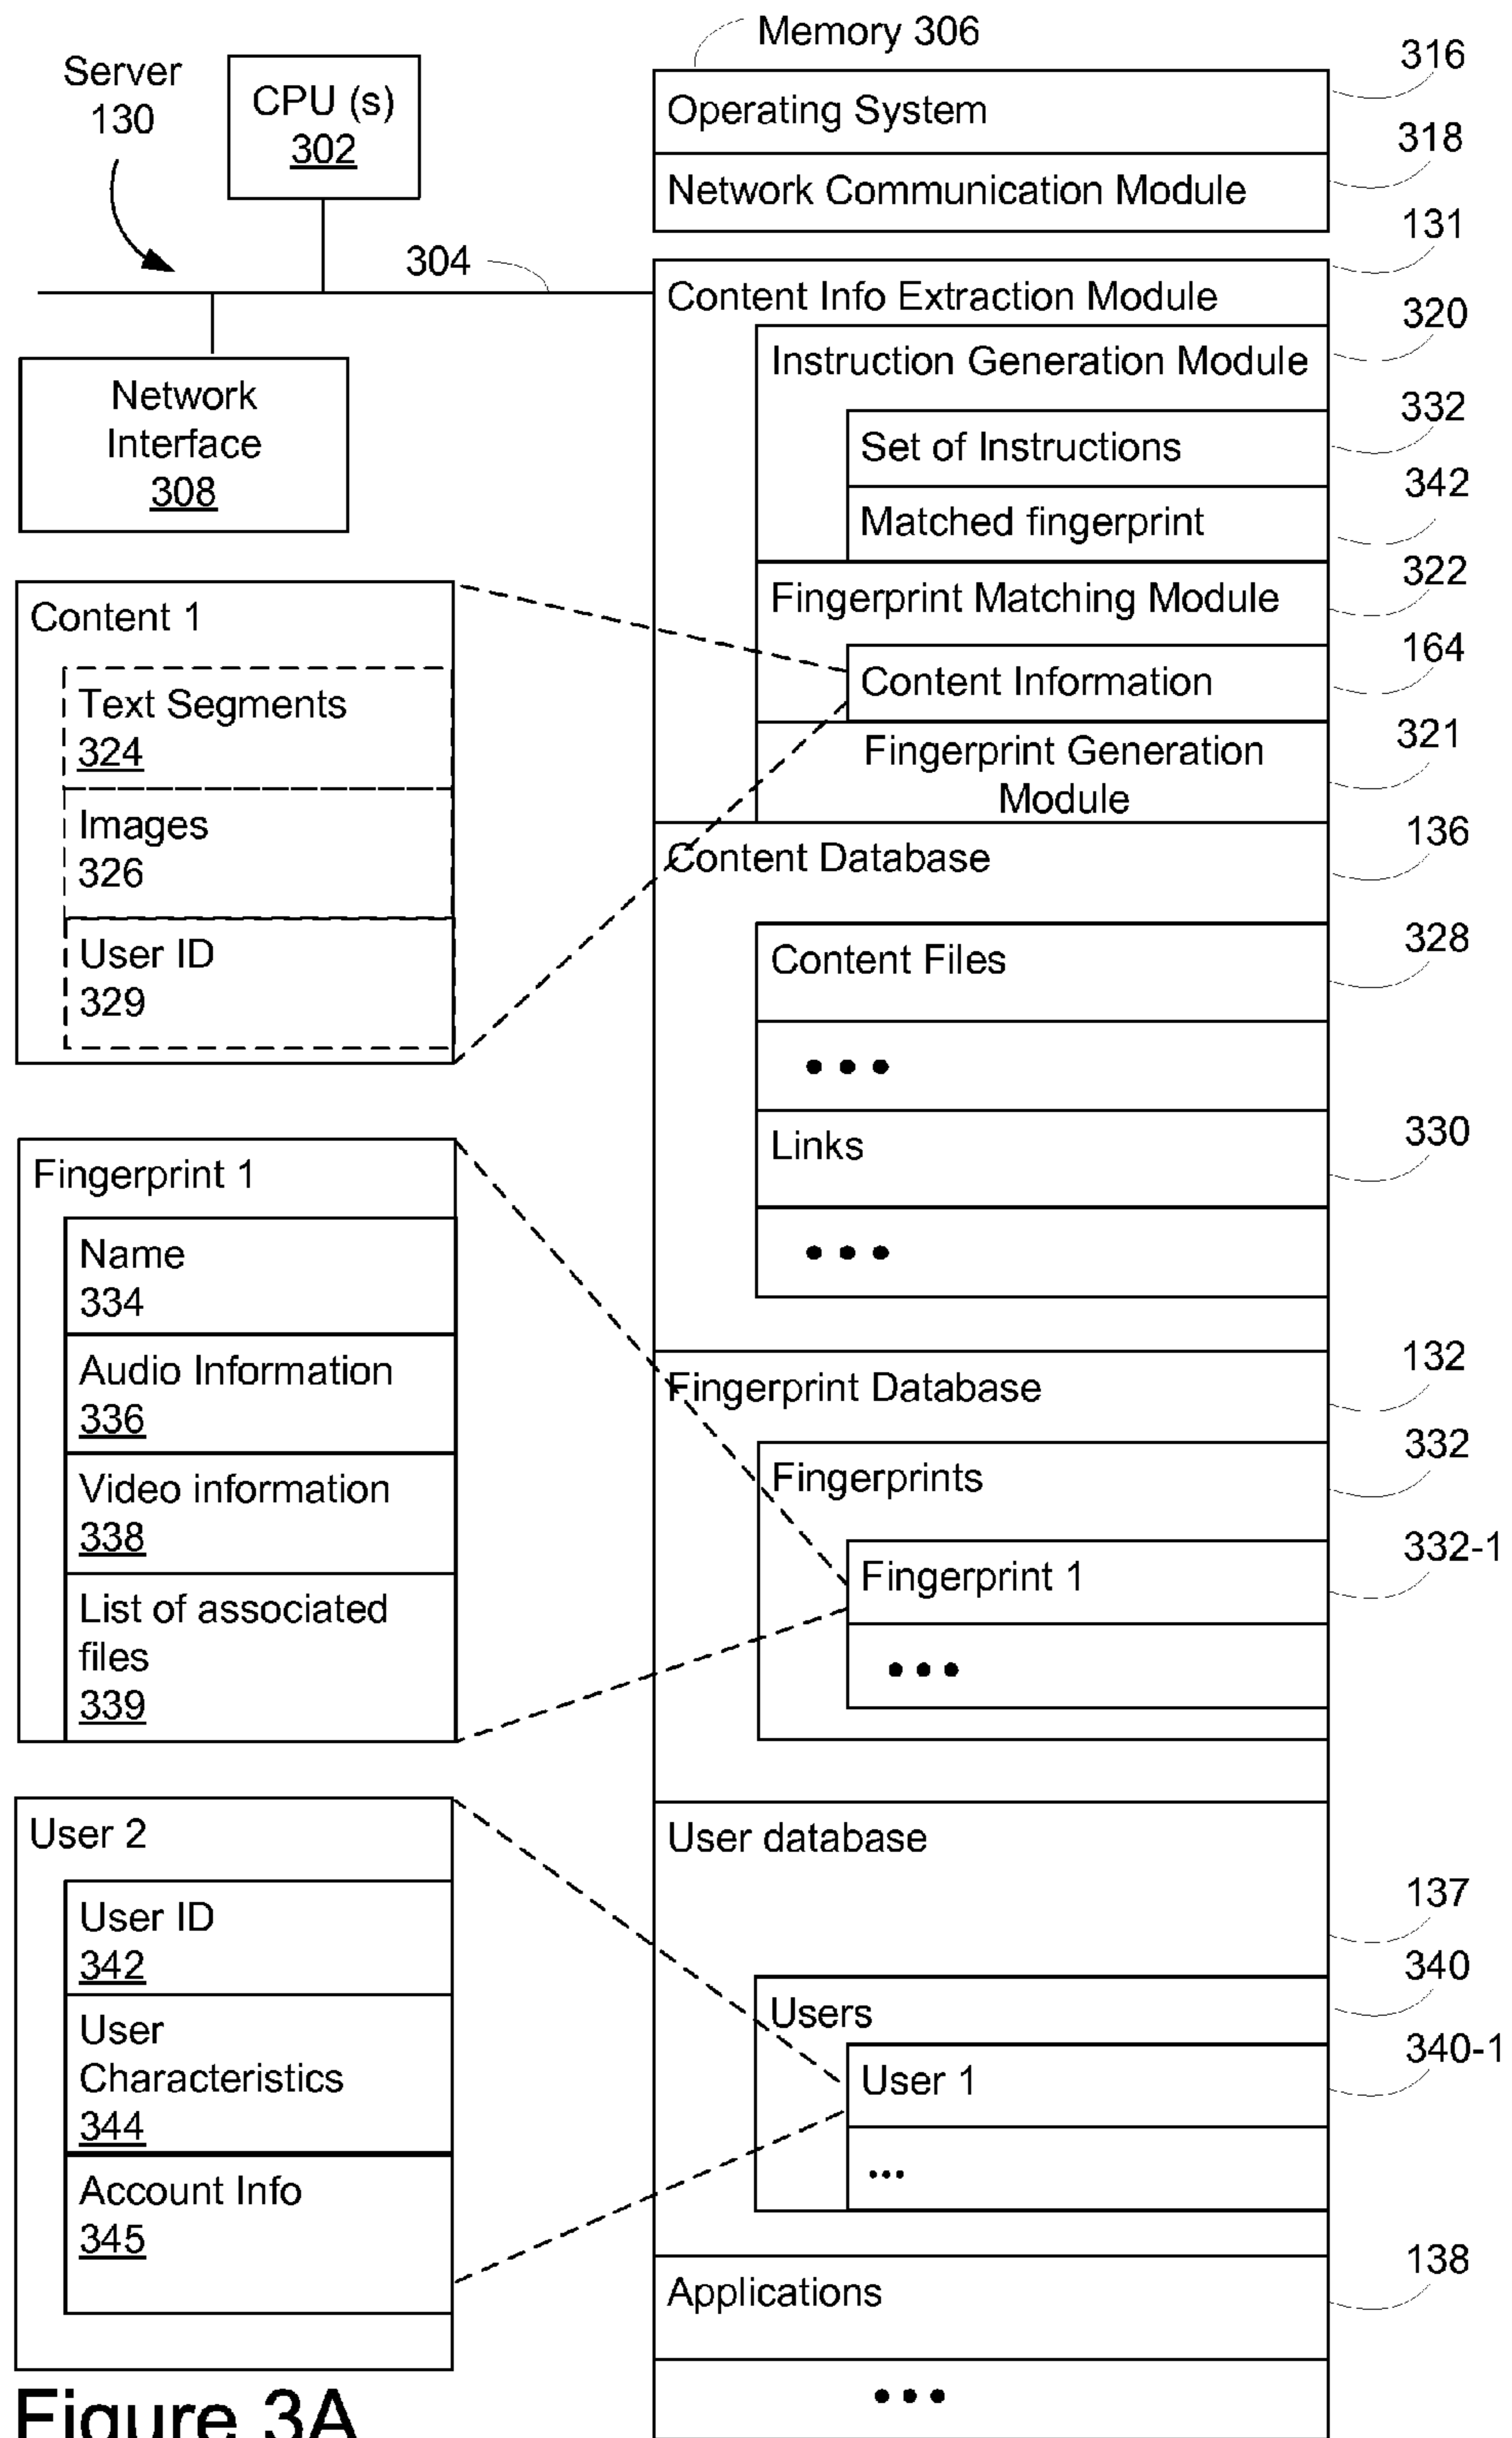 Server
130
CPU (s)
302
304
Network
Interface
308
Memory 306
Operating System
316
Network Communication Module
318
Content Info Extraction Module
131
Instruction Generation Module
320
Set of Instructions
332
Matched fingerprint
342
Fingerprint Matching Module
322
Content Information
164
Fingerprint Generation
Module
321
Content Database
136
Content Files
328
•••
Links
330
•••
Fingerprint Database
132
Fingerprints
332
Fingerprint 1
332-1
•••
User database
137
Users
340
User 1
340-1
...
Applications
138
•••
Content 1
Text Segments
324
Images
326
User ID
329
Fingerprint 1
Name
334
Audio Information
336
Video information
338
List of associated
files
339
User 2
User ID
342
User
Characteristics
344
Account Info
345
Figure 3A